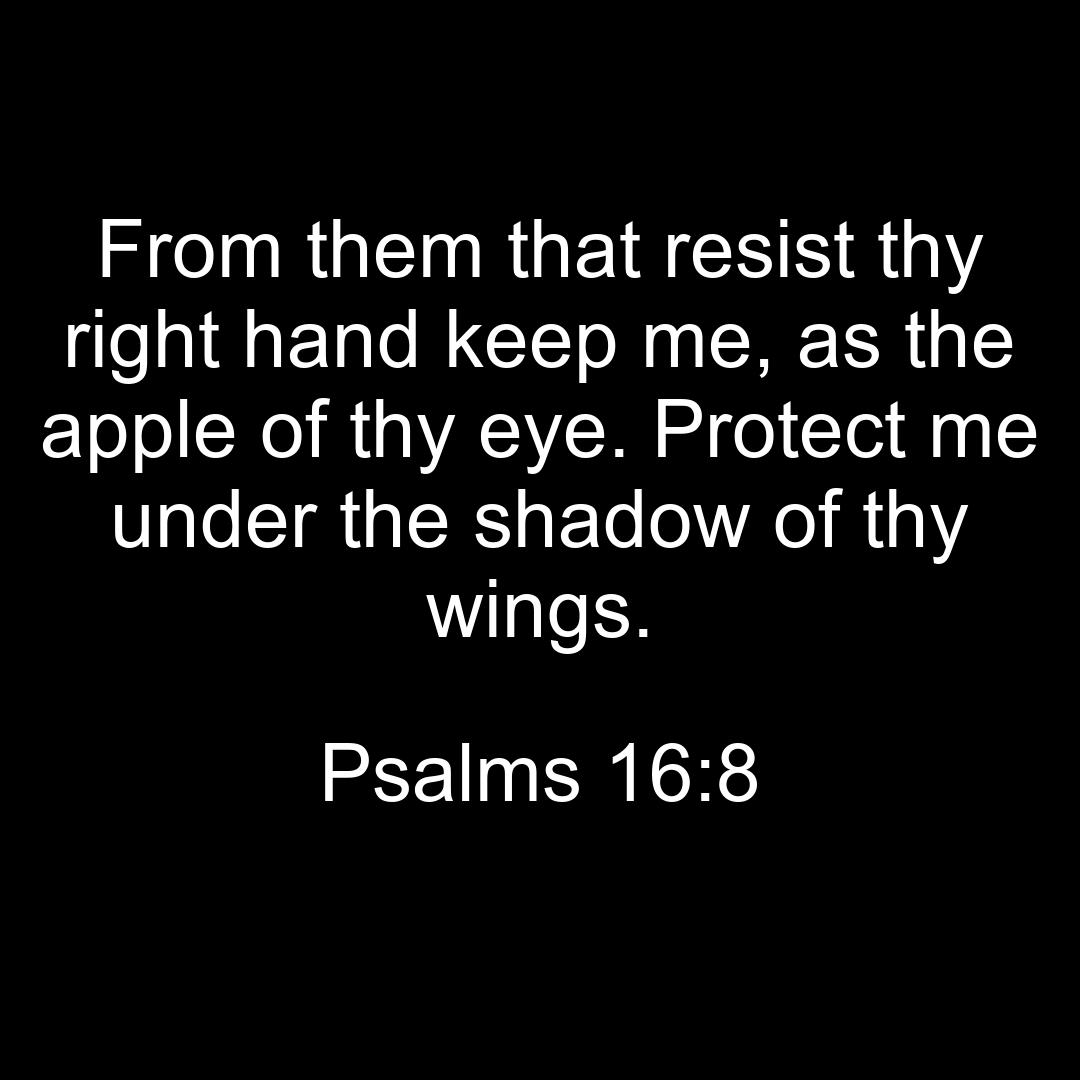 From them that resist thy
right hand keep me, as the
apple of thy eye. Protect me
under the shadow of thy
wings.
Psalms 16:8